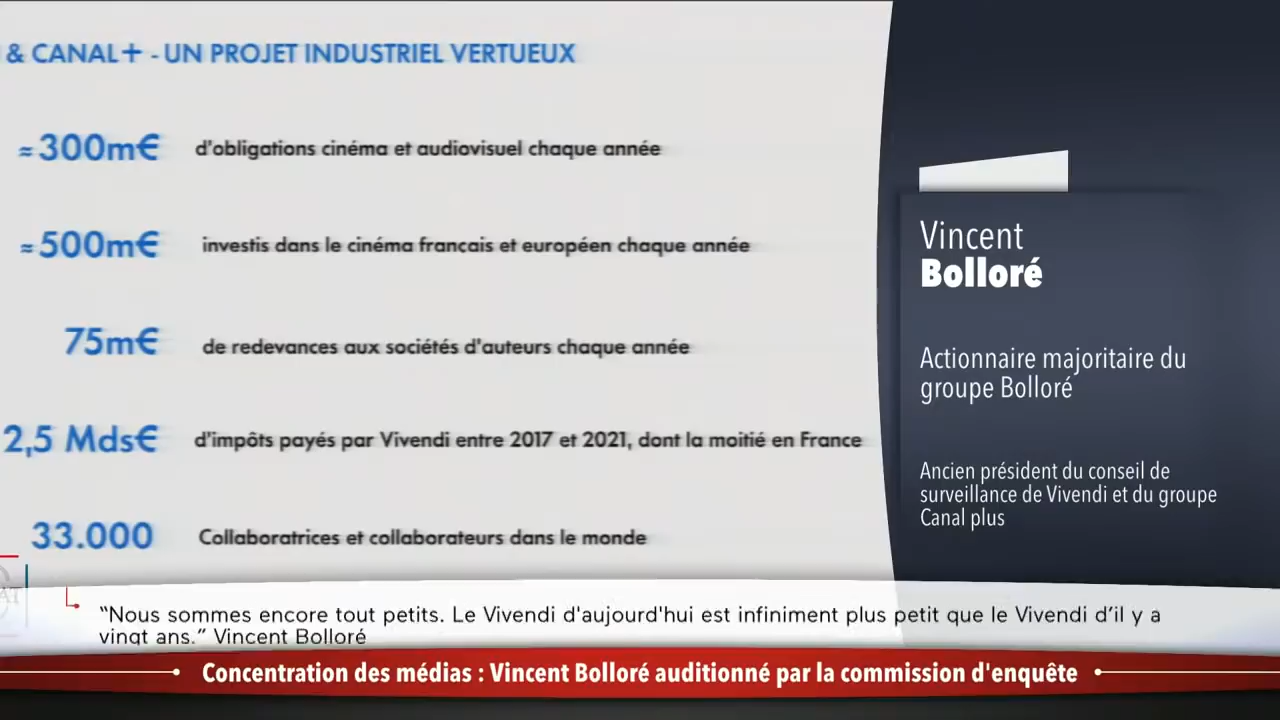 & CANAL+ - UN PROJET INDUSTRIEL VERTUEUX
≈300m€ d'obligations cinéma et audiovisuel chaque année
≈500m€ investis dans le cinéma français et européen chaque année
75m€ de redevances aux sociétés d'auteurs chaque année
2,5 Mds€ d'impôts payés par Vivendi entre 2017 et 2021, dont la moitié en France
33.000 Collaboratrices et collaborateurs dans le monde
Vincent
Bolloré
Actionnaire majoritaire du
groupe Bolloré
Ancien président du conseil de
surveillance de Vivendi et du groupe
Canal plus
“Nous sommes encore tout petits. Le Vivendi d'aujourd'hui est infiniment plus petit que le Vivendi d’il y a
vingt ans.” Vincent Bolloré
Concentration des médias : Vincent Bolloré auditionné par la commission d'enquête